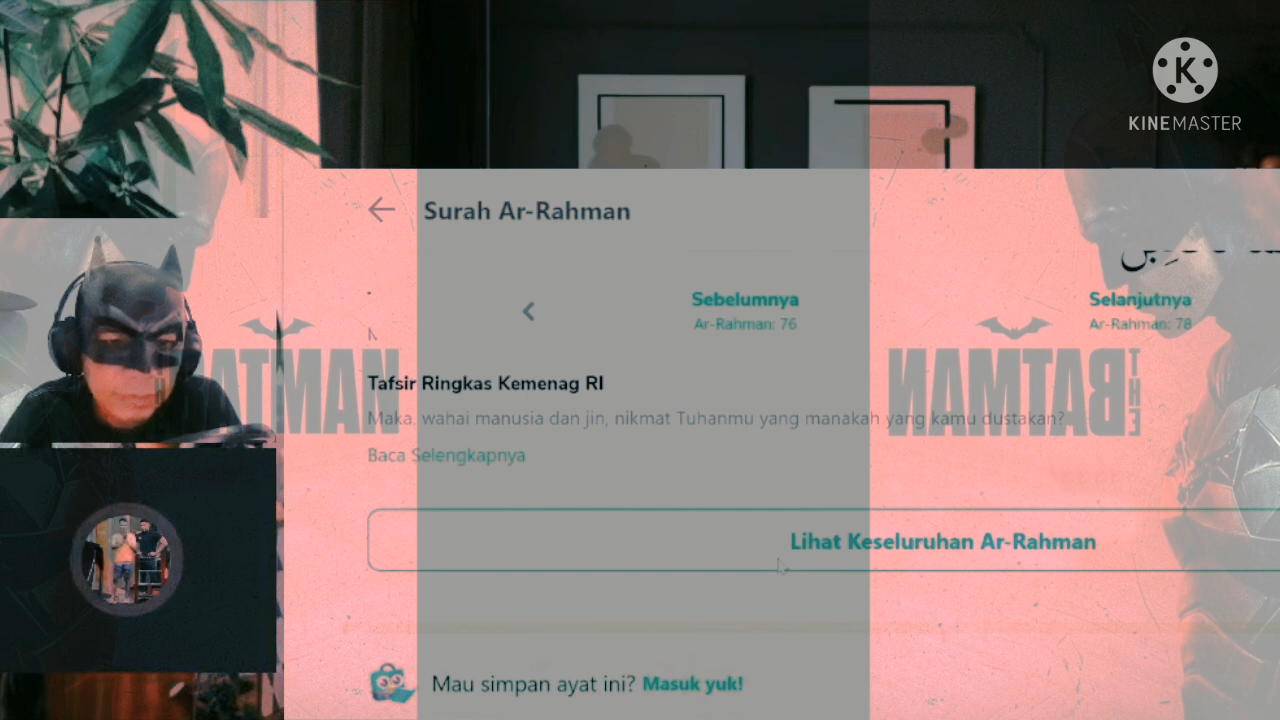 KINEMASTER
Surah Ar-Rahman
Sebelumnya
Ar-Rahman: 76
Selanjutnya
Ar-Rahman: 78
THE BATMAN
Tafsir Ringkas Kemenag RI
Maka, wahai manusia dan jin, nikmat Tuhanmu yang manakah yang kamu dustakan?
Baca Selengkapnya
Lihat Keseluruhan Ar-Rahman
Mau simpan ayat ini? Masuk yuk!